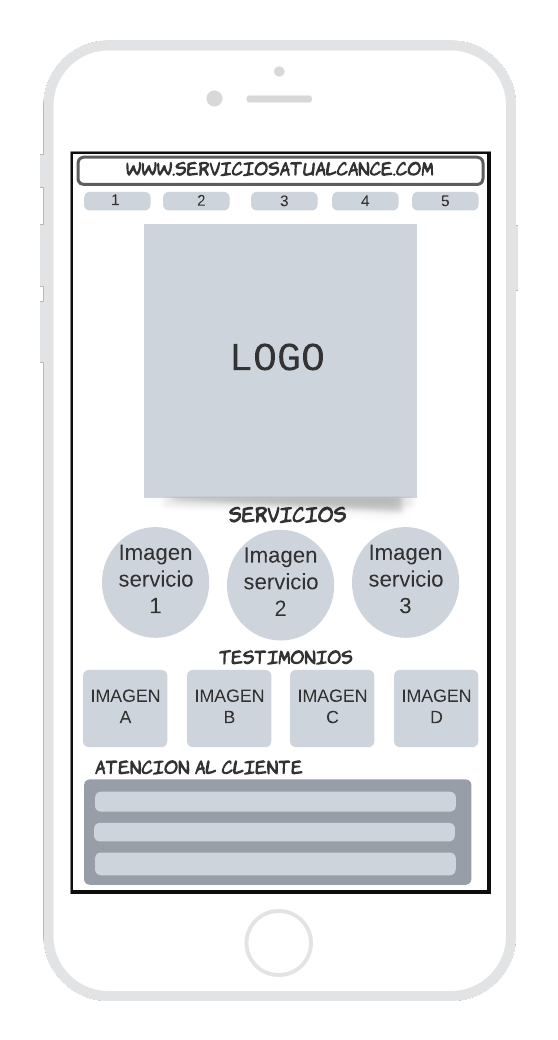 WWW.SERVICIOSATUALCANCE.COM
1 2 3 4 5
LOGO
SERVICIOS
Imagen servicio 1
Imagen servicio 2
Imagen servicio 3
TESTIMONIOS
IMAGEN A
IMAGEN B
IMAGEN C
IMAGEN D
ATENCION AL CLIENTE